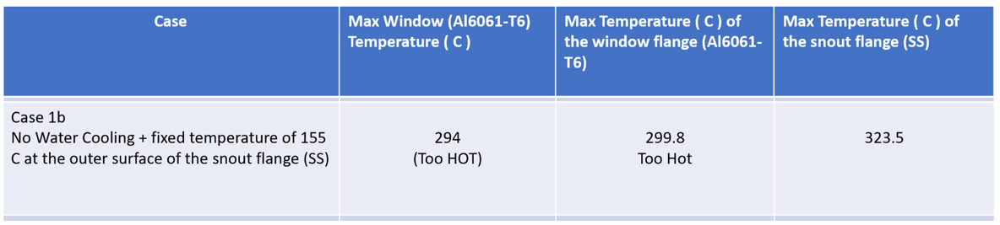 Case
Max Window (Al6061-T6)
Temperature ( C )
Max Temperature ( C ) of
the window flange (Al6061-
T6)
Max Temperature ( C ) of
the snout flange (SS)
Case 1b
No Water Cooling + fixed temperature of 155
C at the outer surface of the snout flange (SS)
294
(Too HOT)
299.8
Too Hot
323.5